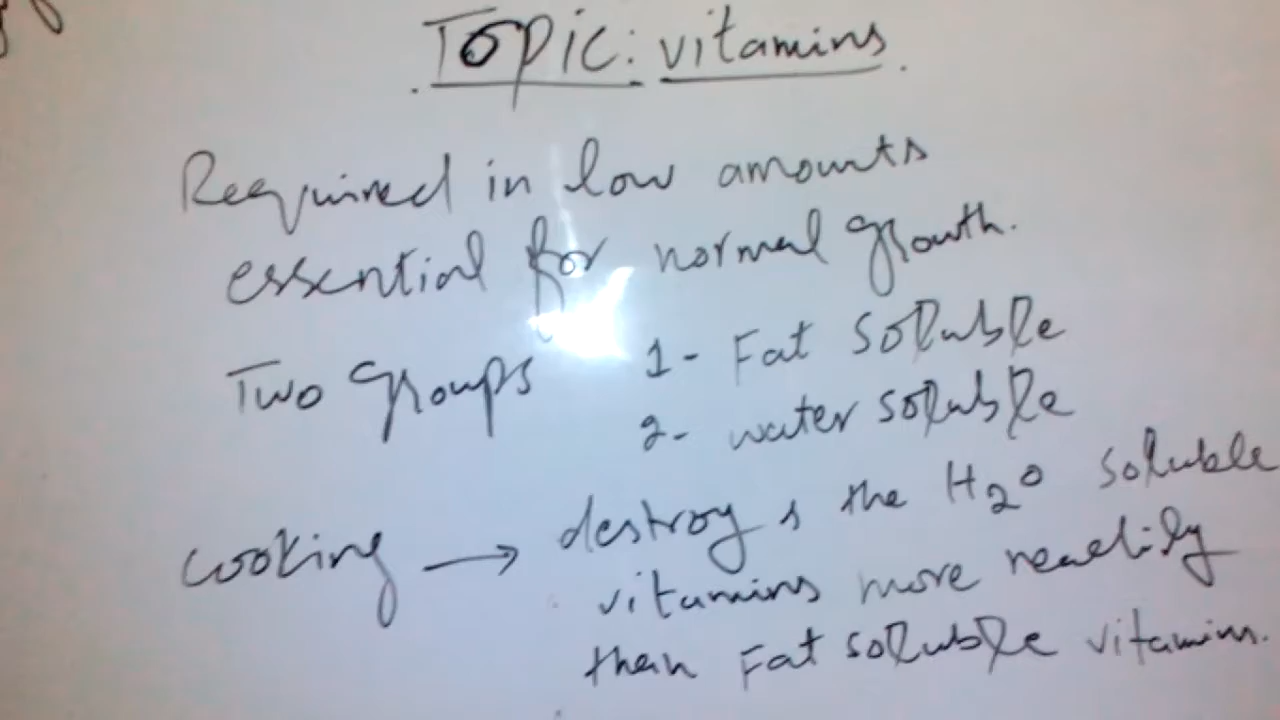 Topic: vitamins.
Required in low amounts
essential for normal growth.
Two Groups 1- Fat soluble
2- water soluble
cooking → destroys the H₂O soluble
vitamins more readily
than Fat soluble vitamins.